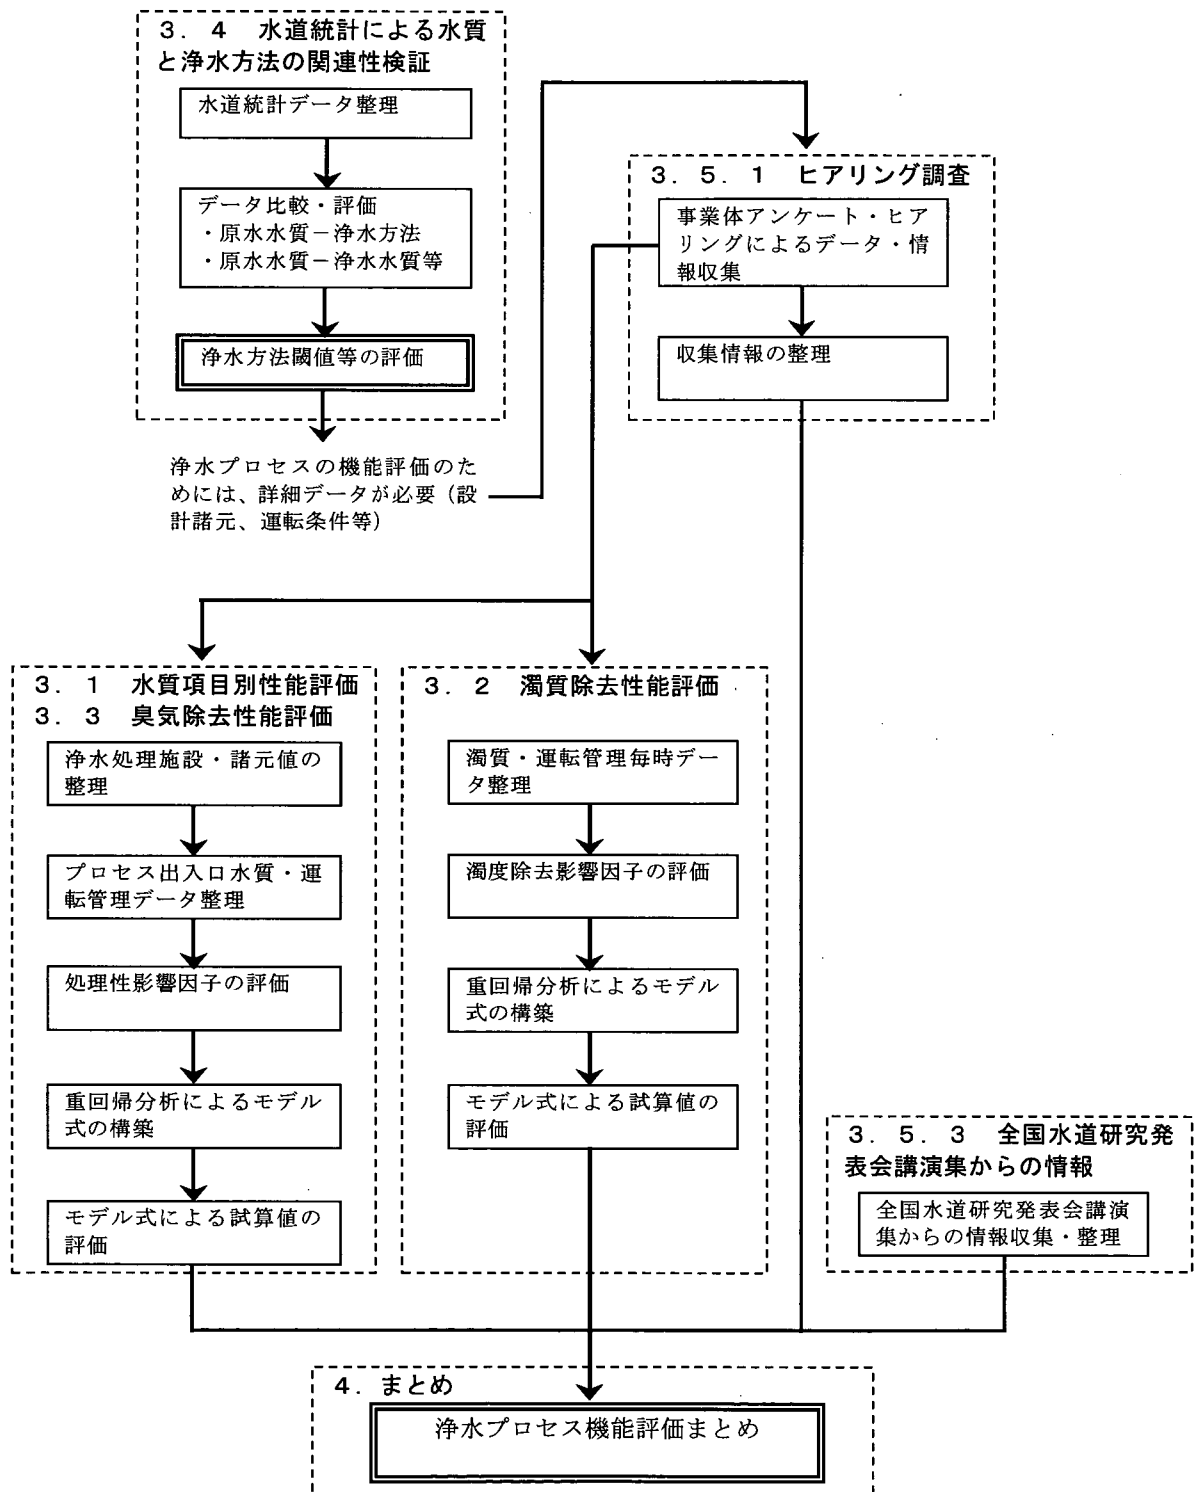 ３．４　水道統計による水質
と浄水方法の関連性検証
水道統計データ整理
データ比較・評価
・原水水質－浄水方法
・原水水質－浄水水質等
浄水方法閾値等の評価
浄水プロセスの機能評価のた
めには、詳細データが必要（設
計諸元、運転条件等）
３．５．１　ヒアリング調査
事業体アンケート・ヒア
リングによるデータ・情
報収集
収集情報の整理
３．１　水質項目別性能評価
３．３　臭気除去性能評価
浄水処理施設・諸元値の
整理
プロセス出入口水質・運
転管理データ整理
処理性影響因子の評価
重回帰分析によるモデル
式の構築
モデル式による試算値の
評価
３．２　濁質除去性能評価
濁質・運転管理毎時デー
タ整理
濁度除去影響因子の評価
重回帰分析によるモデル
式の構築
モデル式による試算値の
評価
３．５．３　全国水道研究発
表会講演集からの情報
全国水道研究発表会講演
集からの情報収集・整理
４．まとめ
浄水プロセス機能評価まとめ